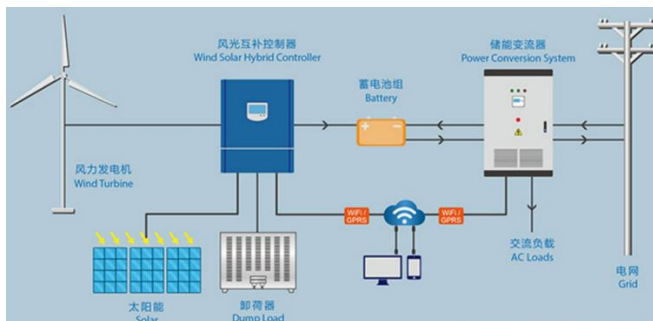 风光互补控制器
Wind Solar Hybrid Controller
储能变流器
Power Conversion System
蓄电池组
Battery
风力发电机
Wind Turbine
WiFi /
GPRS
WiFi /
GPRS
交流负载
AC Loads
电网
Grid
太阳能
Solar
卸荷器
Dump Load